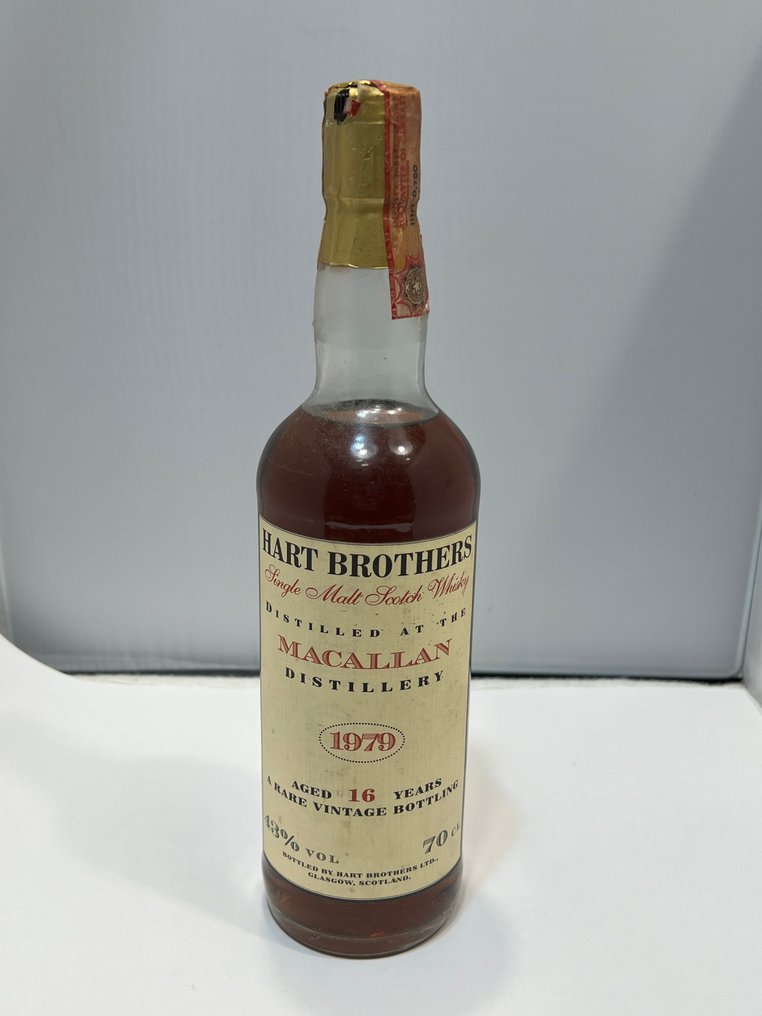 HART BROTHERS
Single Malt Scotch Whisky
DISTILLED AT THE
MACALLAN
DISTILLERY
1979
AGED 16 YEARS
A RARE VINTAGE BOTTLING
43% VOL 70 CL
BOTTLED BY HART BROTHERS LTD.,
GLASGOW, SCOTLAND.